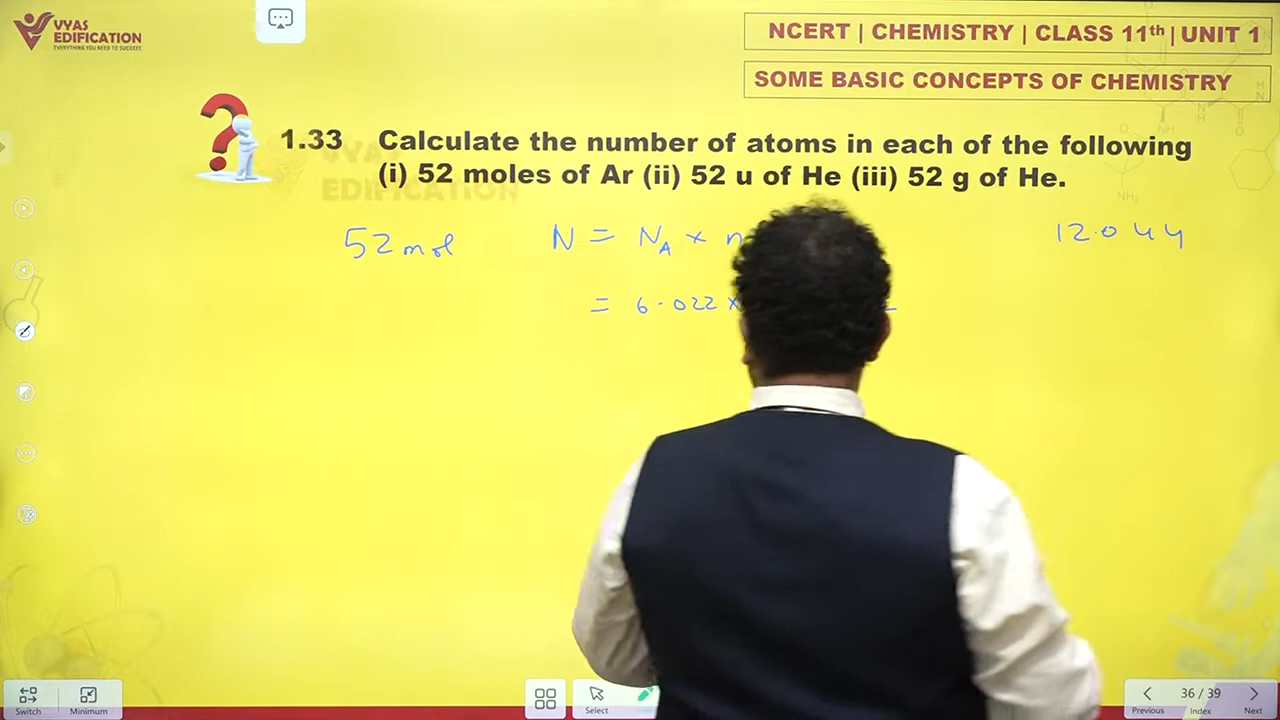 VYAS
EDIFICATION
EVERYTHING YOU NEED TO SUCCEED
NCERT | CHEMISTRY | CLASS 11th | UNIT 1
SOME BASIC CONCEPTS OF CHEMISTRY
1.33 Calculate the number of atoms in each of the following
(i) 52 moles of Ar (ii) 52 u of He (iii) 52 g of He.
EDIFICATION
52 mol N = NA × n 12.044
= 6.022 ×
Switch Minimum Select Previous 36 / 39 Index Next